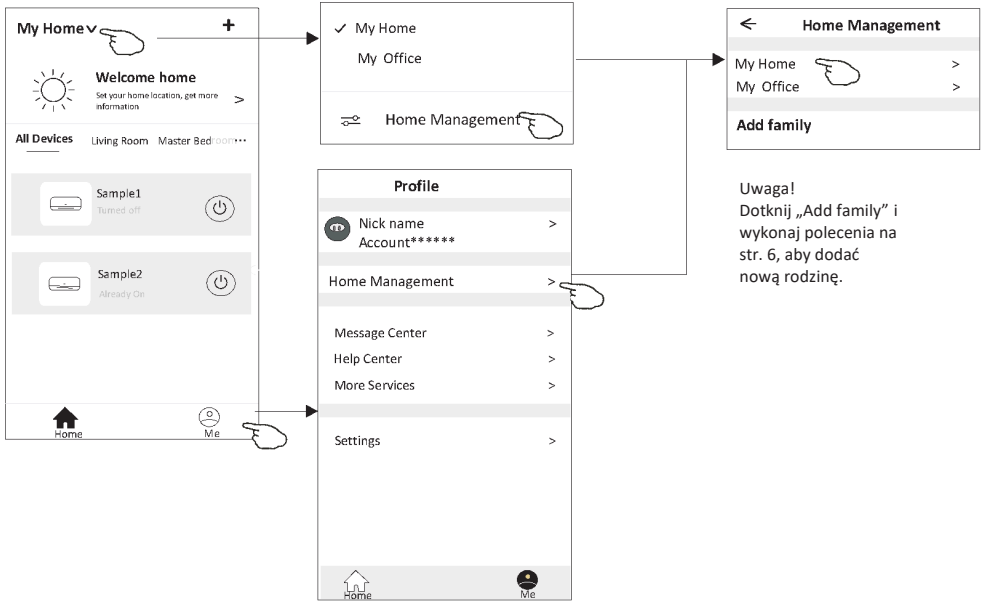 My Home
+
Welcome home
Set your home location, get more
information
>
All Devices Living Room Master Bedroom ...
Sample1
Turned off
Sample2
Already On
Home
Me
✓ My Home
My Office
Home Management
Profile
Nick name >
Account******
Home Management >
Message Center >
Help Center >
More Services >
Settings >
Home
Me
Home Management
My Home >
My Office >
Add family
Uwaga!
Dotknij „Add family” i
wykonaj polecenia na
str. 6, aby dodać
nową rodzinę.